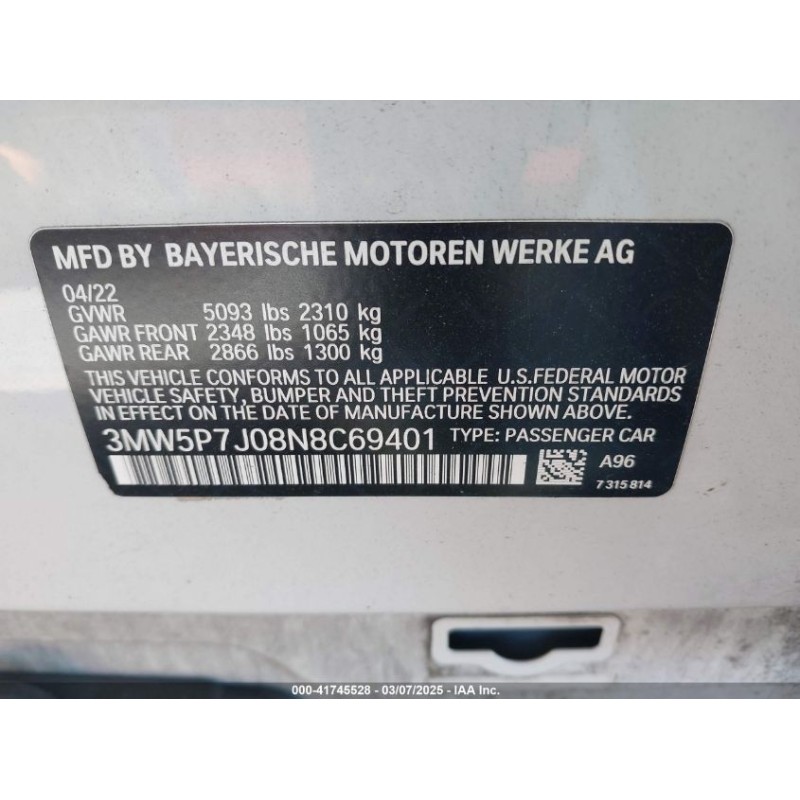 MFD BY BAYERISCHE MOTOREN WERKE AG
04/22
GVWR 5093 lbs 2310 kg
GAWR FRONT 2348 lbs 1065 kg
GAWR REAR 2866 lbs 1300 kg
THIS VEHICLE CONFORMS TO ALL APPLICABLE U.S.FEDERAL MOTOR
VEHICLE SAFETY, BUMPER AND THEFT PREVENTION STANDARDS
IN EFFECT ON THE DATE OF MANUFACTURE SHOWN ABOVE.
3MW5P7J08N8C69401 TYPE: PASSENGER CAR
A96
7315814
000-41745528 - 03/07/2025 - IAA Inc.